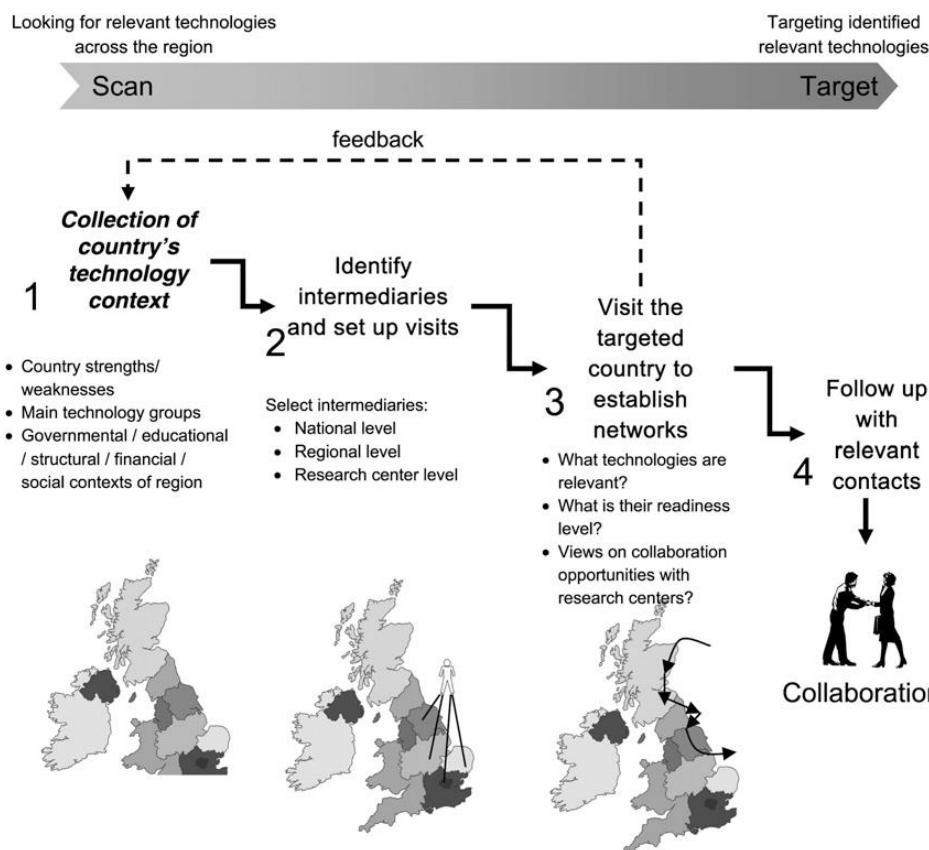 Looking for relevant technologies
across the region
Targeting identified
relevant technologies
Scan
Target
feedback
1
Collection of
country's
technology
context
• Country strengths/
weaknesses
• Main technology groups
• Governmental / educational
/ structural / financial /
social contexts of region
2
Identify
intermediaries
and set up visits
Select intermediaries:
• National level
• Regional level
• Research center level
3
Visit the
targeted
country to
establish
networks
• What technologies are
relevant?
• What is their readiness
level?
• Views on collaboration
opportunities with
research centers?
4
Follow up
with
relevant
contacts
Collaboration